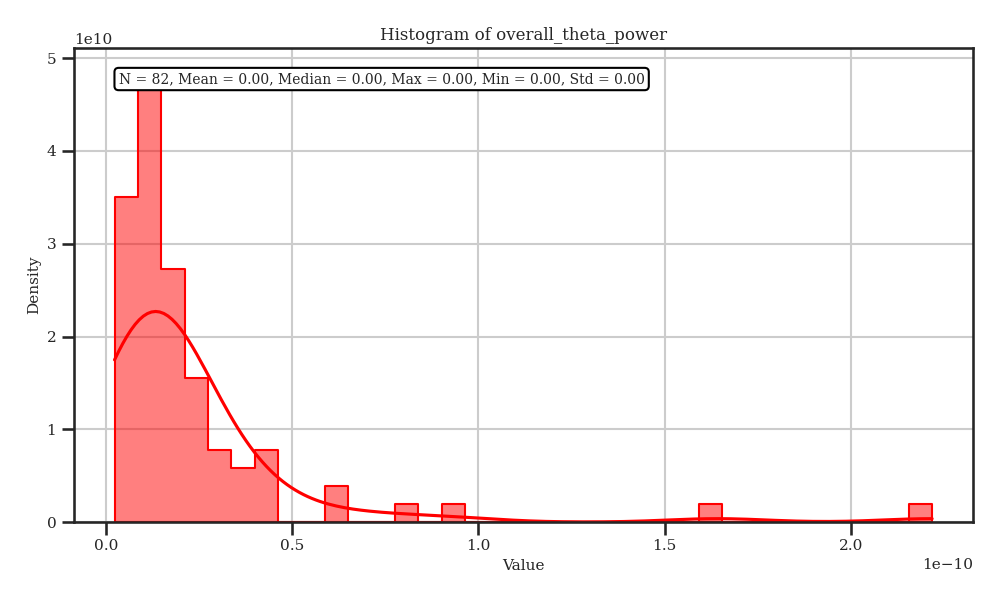 Histogram of overall_theta_power
1e10
N = 82, Mean = 0.00, Median = 0.00, Max = 0.00, Min = 0.00, Std = 0.00
5
4
3
2
1
0
Density
0.0 0.5 1.0 1.5 2.0
1e−10
Value